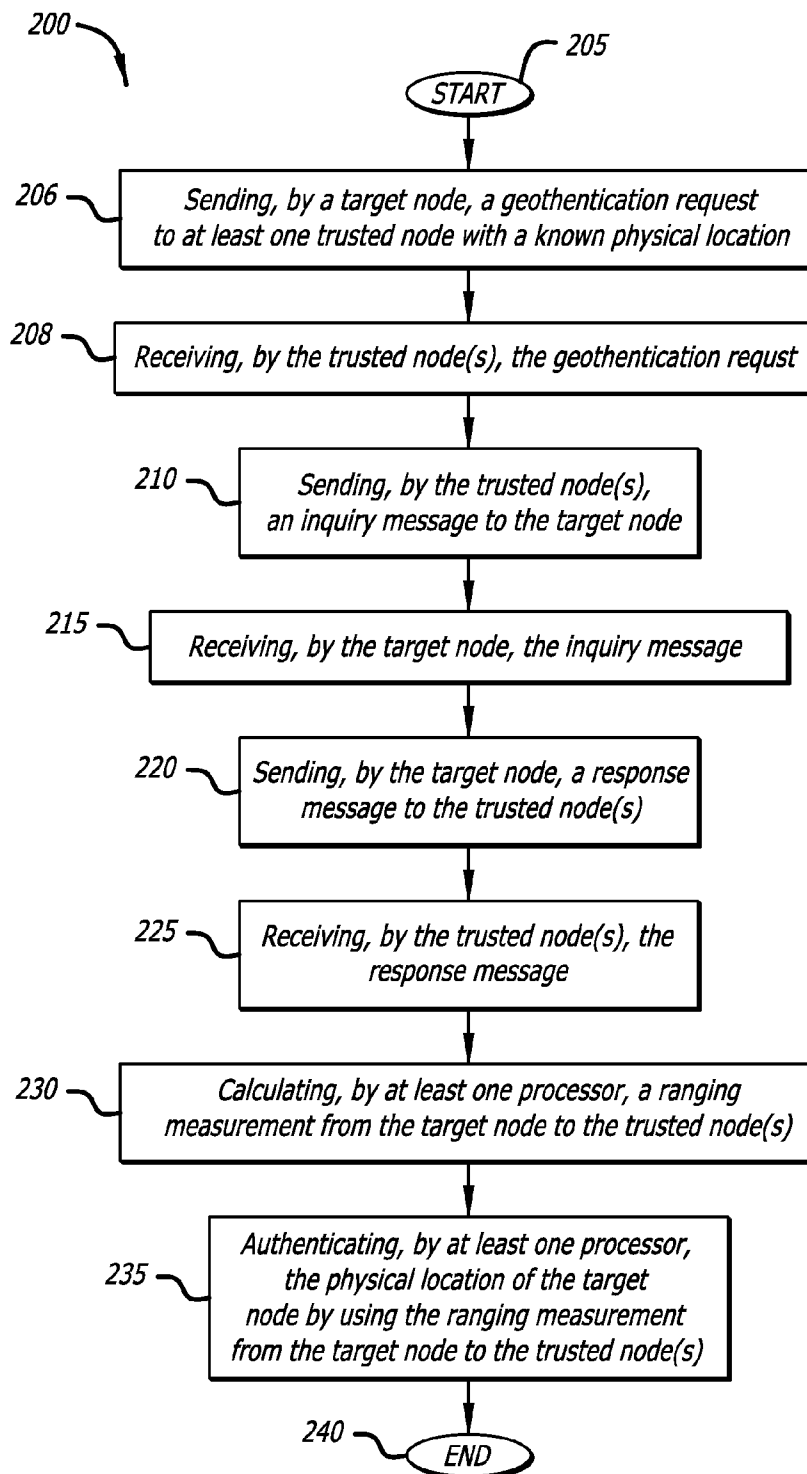 200
205
START
206
Sending, by a target node, a geothentication request
to at least one trusted node with a known physical location
208
Receiving, by the trusted node(s), the geothentication requst
210
Sending, by the trusted node(s),
an inquiry message to the target node
215
Receiving, by the target node, the inquiry message
220
Sending, by the target node, a response
message to the trusted node(s)
225
Receiving, by the trusted node(s), the
response message
230
Calculating, by at least one processor, a ranging
measurement from the target node to the trusted node(s)
235
Authenticating, by at least one processor,
the physical location of the target
node by using the ranging measurement
from the target node to the trusted node(s)
240
END